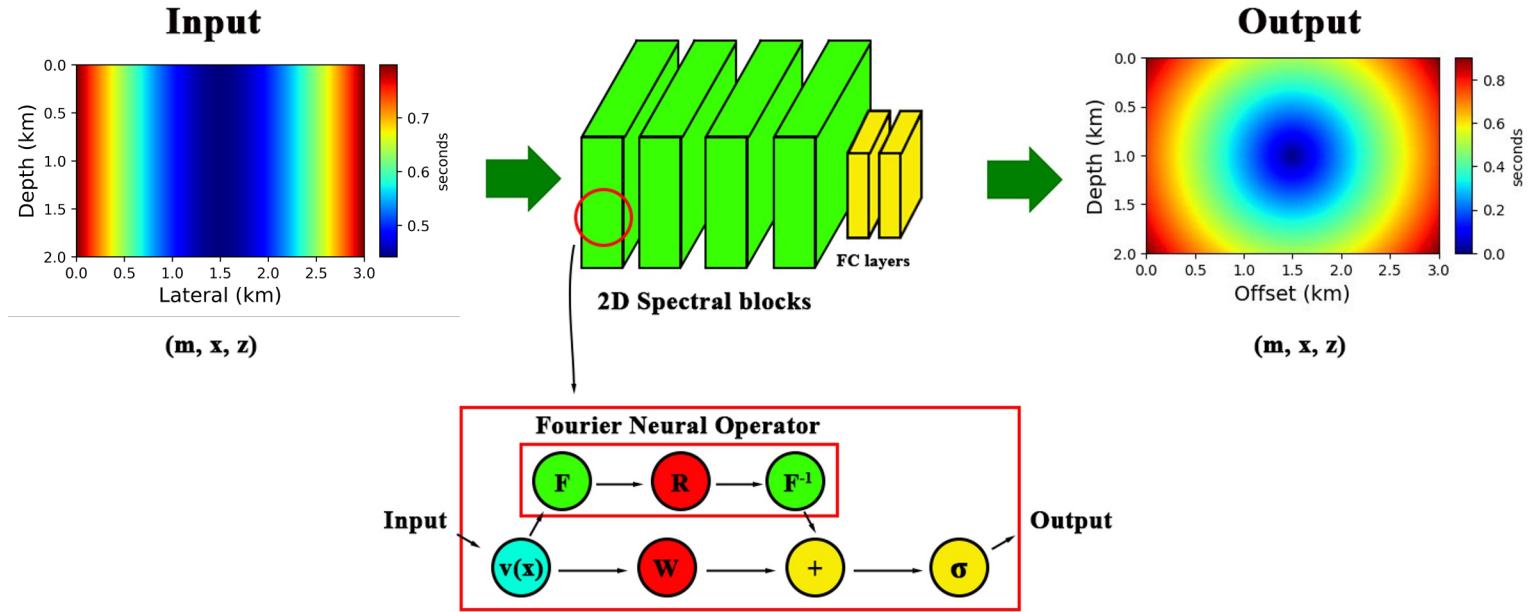 Input
Output
0.0
0.5
1.0
1.5
2.0
Depth (km)
0.0 0.5 1.0 1.5 2.0 2.5 3.0
Lateral (km)
0.7
0.6
0.5
seconds
(m, x, z)
FC layers
2D Spectral blocks
0.0
0.5
1.0
1.5
2.0
Depth (km)
0.0 0.5 1.0 1.5 2.0 2.5 3.0
Offset (km)
0.8
0.6
0.4
0.2
0.0
seconds
(m, x, z)
Fourier Neural Operator
F R F-1
Input
Output
v(x) W + σ